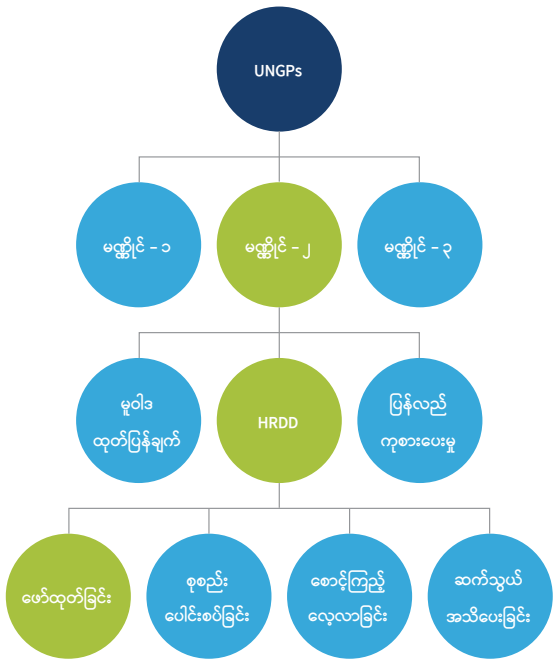 UNGPs
မဏ္ဍိုင် – ၁
မဏ္ဍိုင် – ၂
မဏ္ဍိုင် – ၃
မူဝါဒ
ထုတ်ပြန်ချက်
HRDD
ပြန်လည်
ကုစားပေးမှု
ဖော်ထုတ်ခြင်း
စုစည်း
ပေါင်းစပ်ခြင်း
စောင့်ကြည့်
လေ့လာခြင်း
ဆက်သွယ်
အသိပေးခြင်း